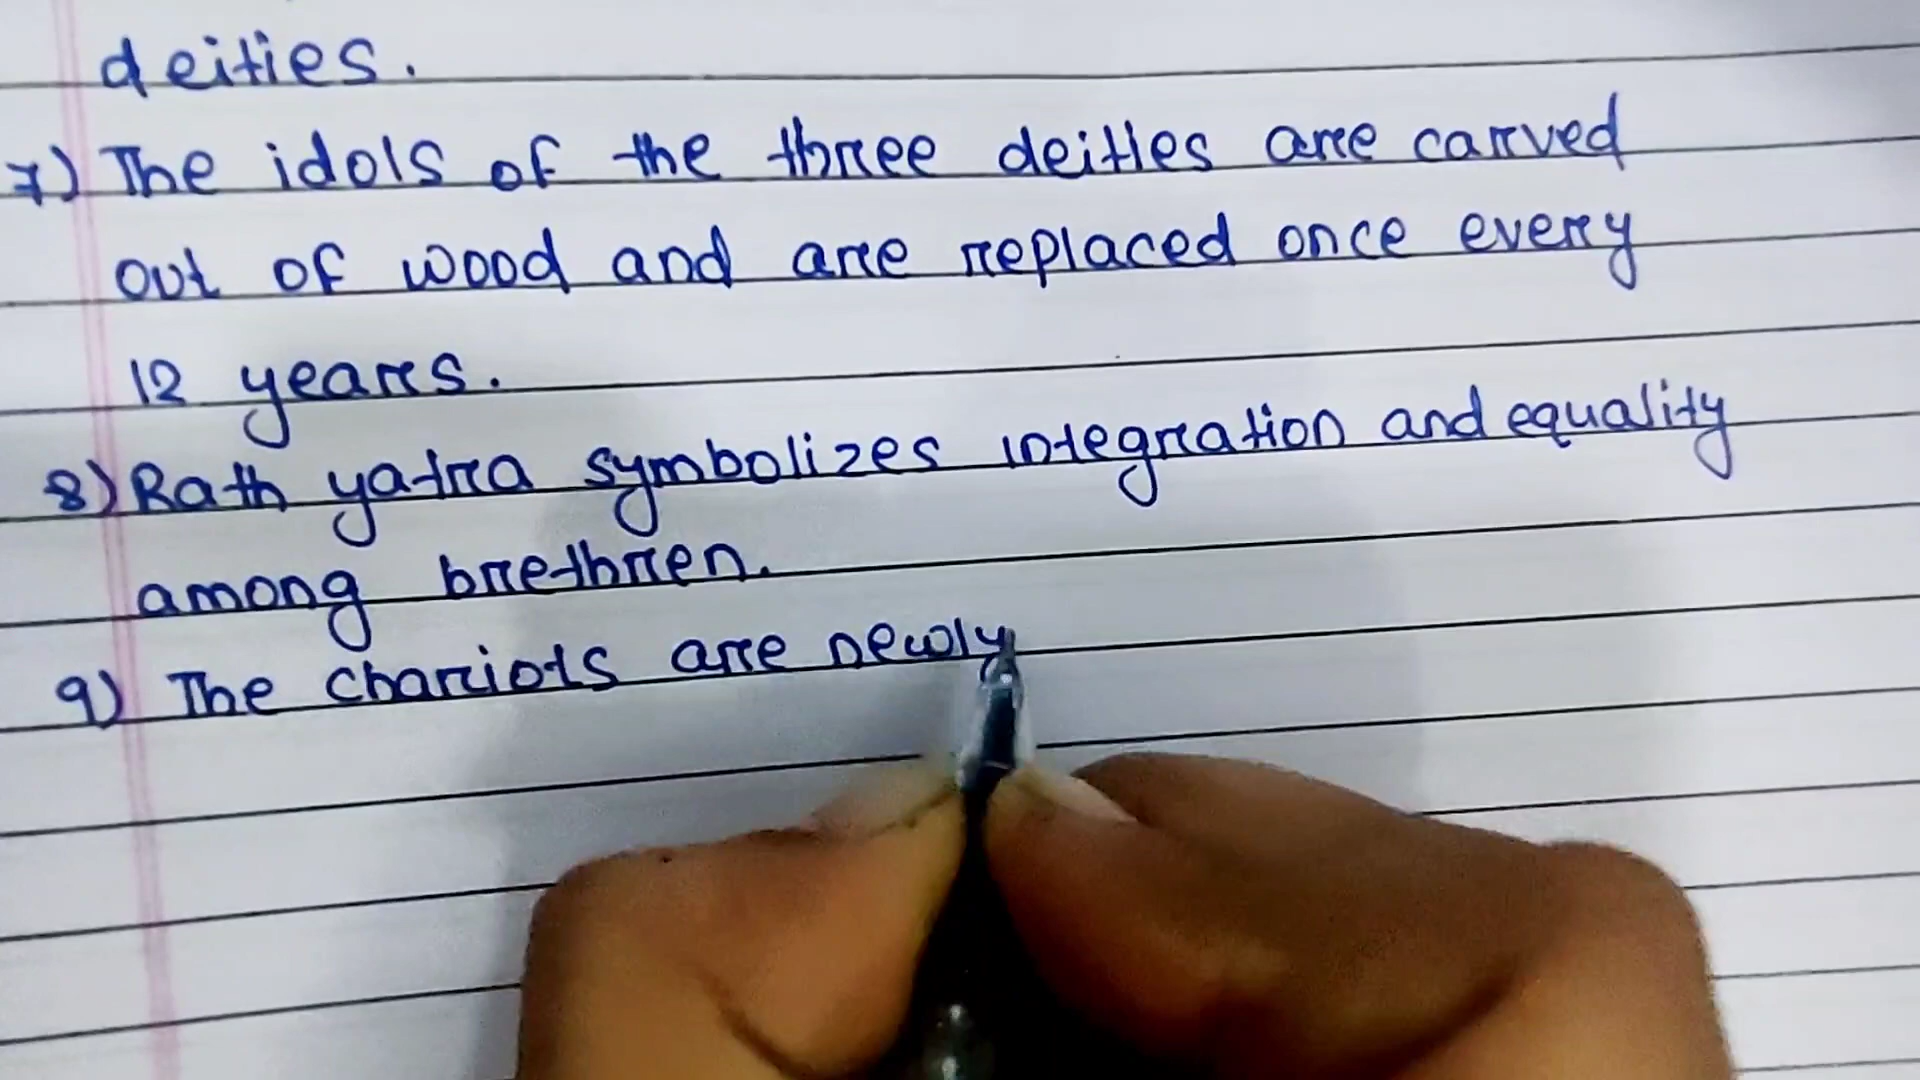 deities.
7) The idols of the three deities are carved
out of wood and are replaced once every
12 years.
8) Rath yatra symbolizes integration and equality
among brethren.
9) The chariots are newly